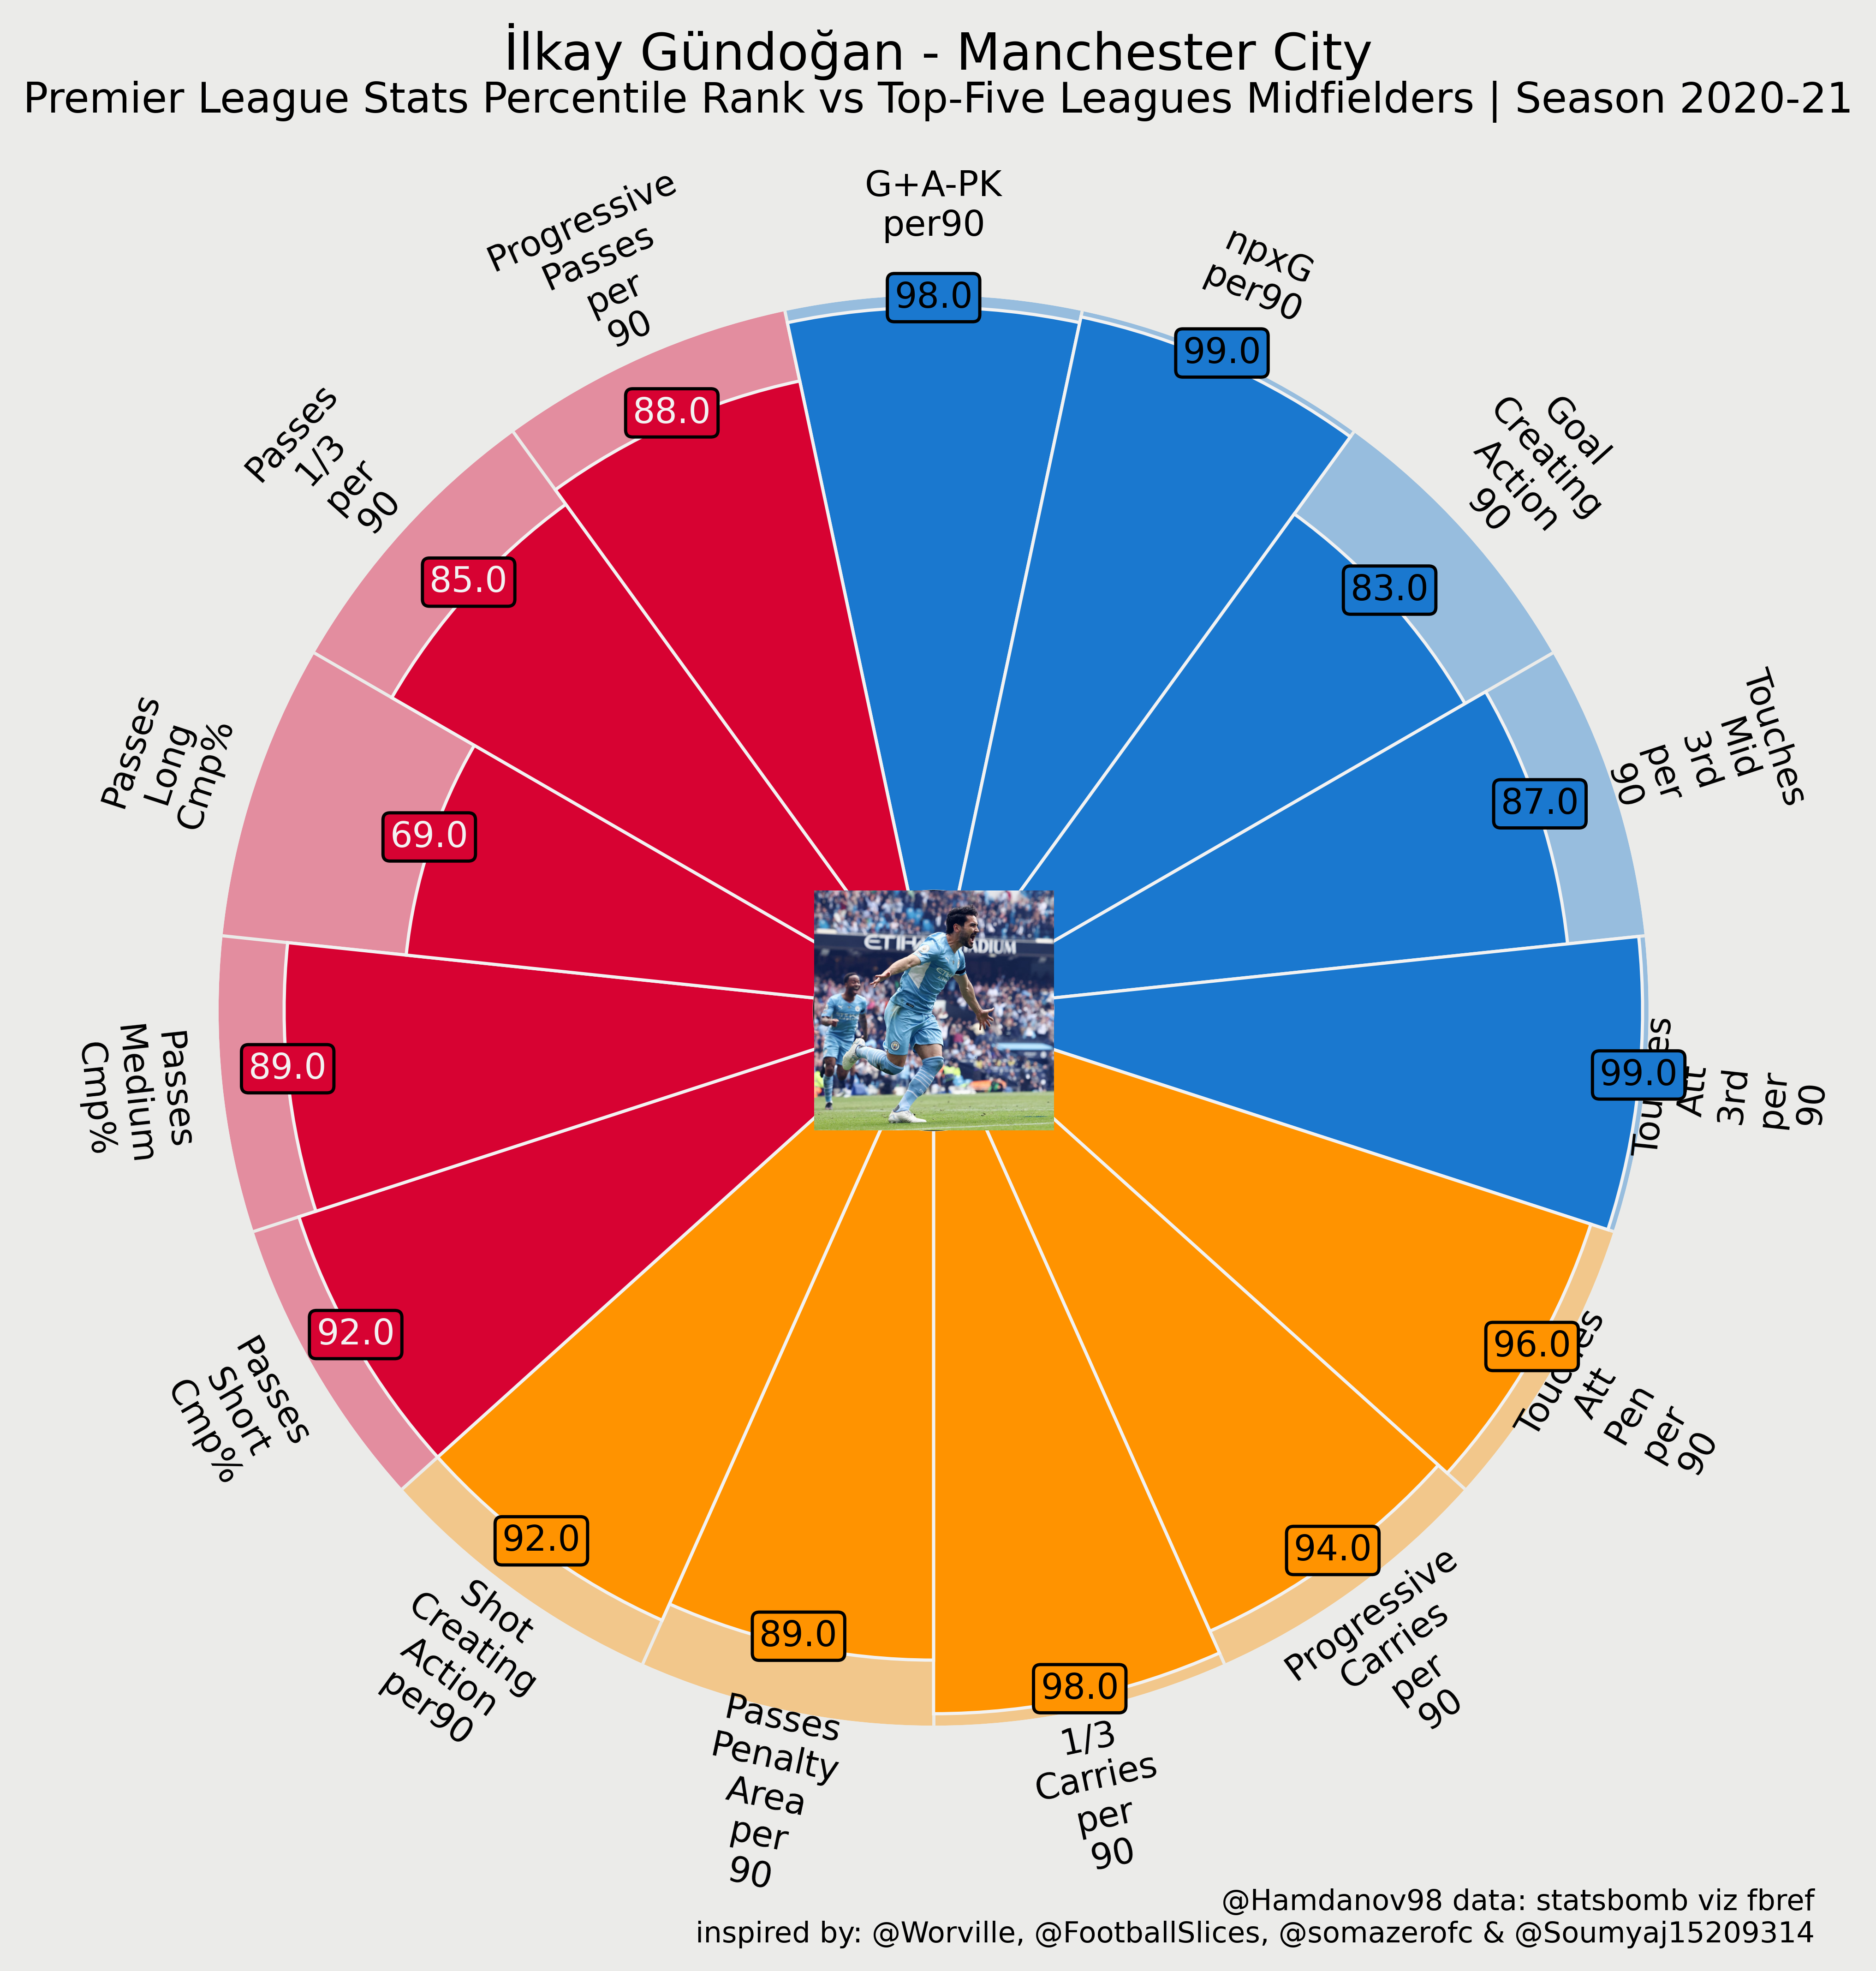 İlkay Gündoğan - Manchester City
Premier League Stats Percentile Rank vs Top-Five Leagues Midfielders | Season 2020-21
G+A-PK
per90
98.0
npxG
per90
99.0
Goal
Creating
Action
90
83.0
Touches
Mid
3rd
per
90
87.0
Att
3rd
per
90
99.0
Att
Pen
per
90
96.0
Progressive
Carries
per
90
94.0
1/3
Carries
per
90
98.0
Passes
Penalty
Area
per
90
89.0
Shot
Creating
Action
per90
92.0
Passes
Short
Cmp%
92.0
Passes
Medium
Cmp%
89.0
Passes
Long
Cmp%
69.0
Passes
1/3
per
90
85.0
Progressive
Passes
per
90
88.0
@Hamdanov98 data: statsbomb viz fbref
inspired by: @Worville, @FootballSlices, @somazerofc & @Soumyaj15209314